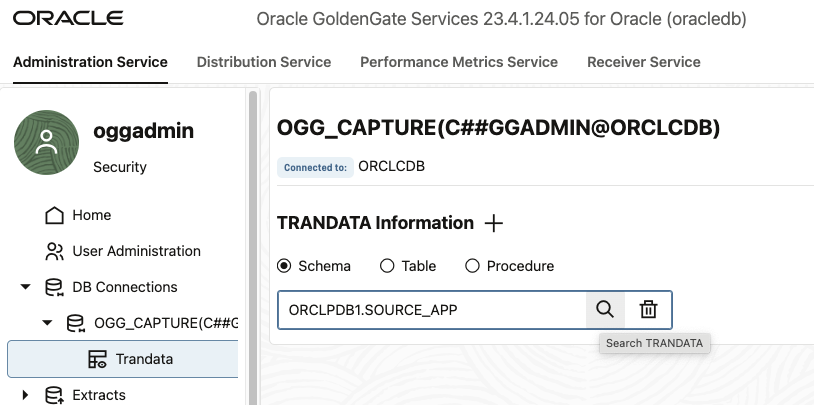 ORACLE
Oracle GoldenGate Services 23.4.1.24.05 for Oracle (oracledb)
Administration Service
Distribution Service
Performance Metrics Service
Receiver Service
oggadmin
Security
Home
User Administration
DB Connections
OGG_CAPTURE(C##G
Trandata
Extracts
OGG_CAPTURE(C##GGADMIN@ORCLCDB)
Connected to: ORCLCDB
TRANDATA Information
Schema
Table
Procedure
ORCLPDB1.SOURCE_APP
Search TRANDATA